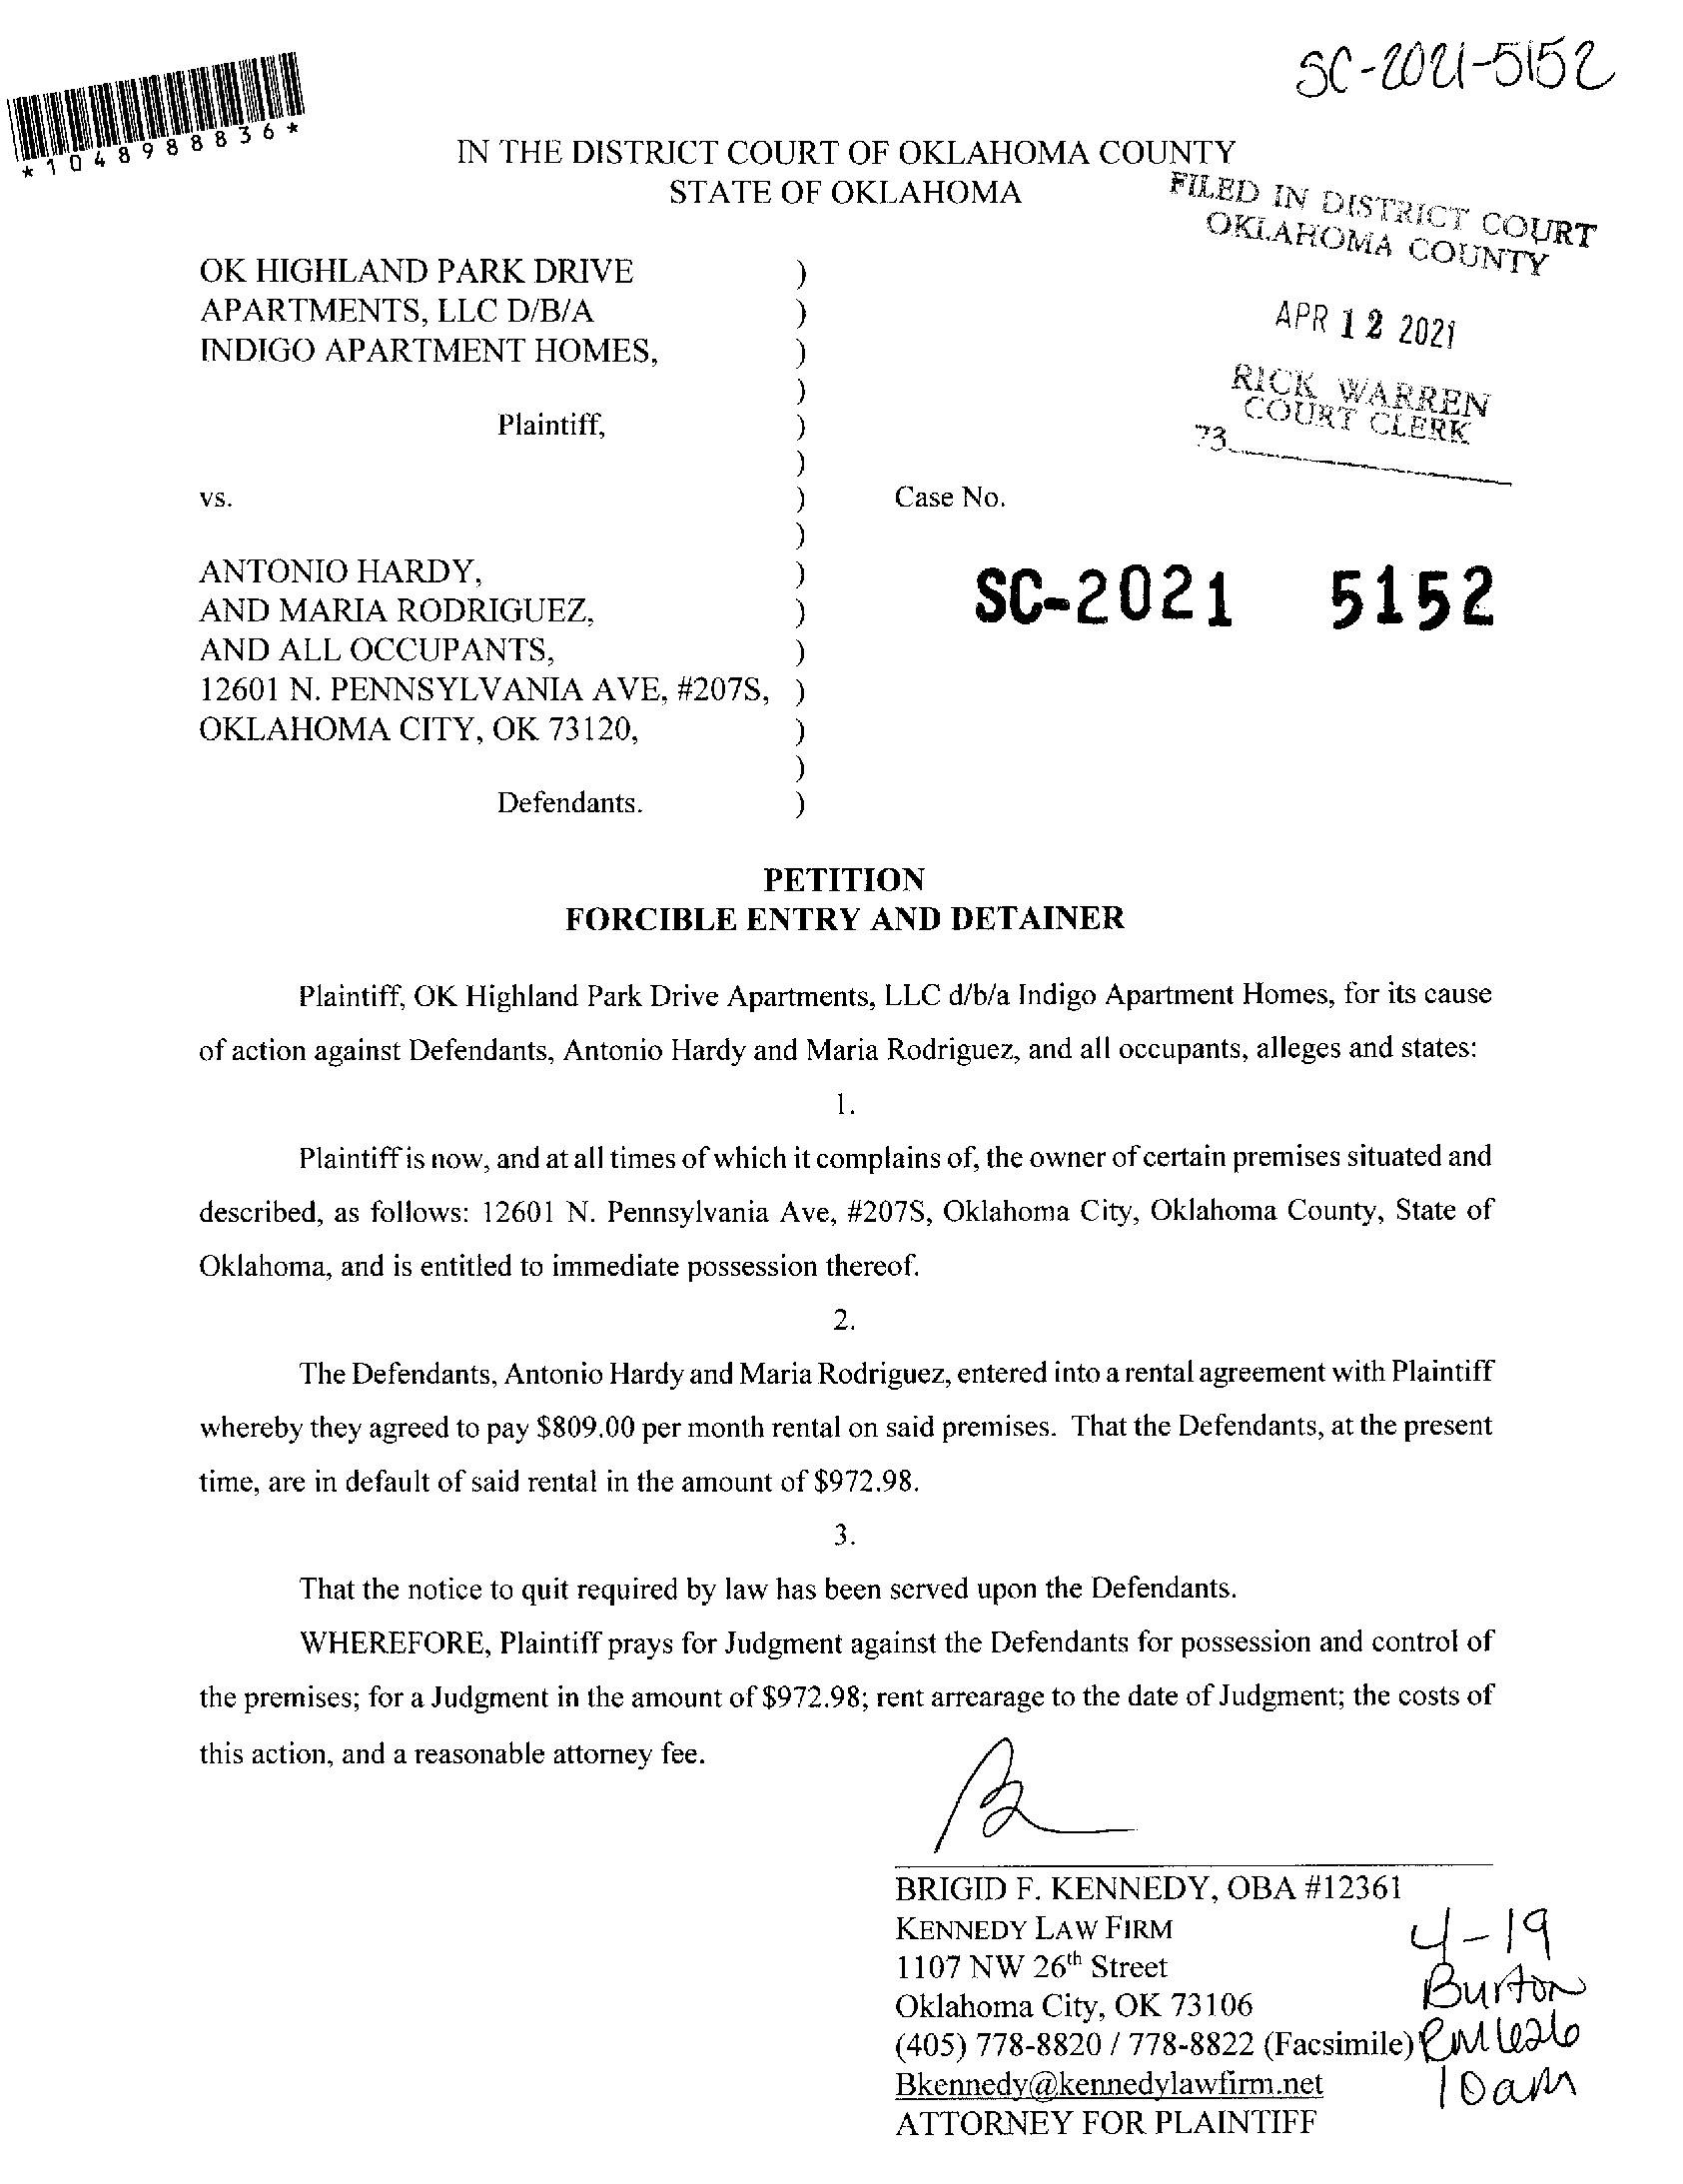 SC-2021-5152
*1048988836*
IN THE DISTRICT COURT OF OKLAHOMA COUNTY
STATE OF OKLAHOMA
FILED IN DISTRICT COURT
OKLAHOMA COUNTY
APR 12 2021
RICK WARREN
COURT CLERK
73
OK HIGHLAND PARK DRIVE )
APARTMENTS, LLC D/B/A )
INDIGO APARTMENT HOMES, )
)
Plaintiff, )
)
vs. ) Case No.
)
ANTONIO HARDY, )
AND MARIA RODRIGUEZ, ) SC-2021 5152
AND ALL OCCUPANTS, )
12601 N. PENNSYLVANIA AVE, #207S, )
OKLAHOMA CITY, OK 73120, )
)
Defendants. )
PETITION
FORCIBLE ENTRY AND DETAINER
Plaintiff, OK Highland Park Drive Apartments, LLC d/b/a Indigo Apartment Homes, for its cause
of action against Defendants, Antonio Hardy and Maria Rodriguez, and all occupants, alleges and states:
1.
Plaintiff is now, and at all times of which it complains of, the owner of certain premises situated and
described, as follows: 12601 N. Pennsylvania Ave, #207S, Oklahoma City, Oklahoma County, State of
Oklahoma, and is entitled to immediate possession thereof.
2.
The Defendants, Antonio Hardy and Maria Rodriguez, entered into a rental agreement with Plaintiff
whereby they agreed to pay $809.00 per month rental on said premises. That the Defendants, at the present
time, are in default of said rental in the amount of $972.98.
3.
That the notice to quit required by law has been served upon the Defendants.
WHEREFORE, Plaintiff prays for Judgment against the Defendants for possession and control of
the premises; for a Judgment in the amount of $972.98; rent arrearage to the date of Judgment; the costs of
this action, and a reasonable attorney fee.
BRIGID F. KENNEDY, OBA #12361
KENNEDY LAW FIRM
1107 NW 26th Street
Oklahoma City, OK 73106
(405) 778-8820 / 778-8822 (Facsimile)
Bkennedy@kennedylawfirm.net
ATTORNEY FOR PLAINTIFF
4-19
Burton
Rm 626
10am